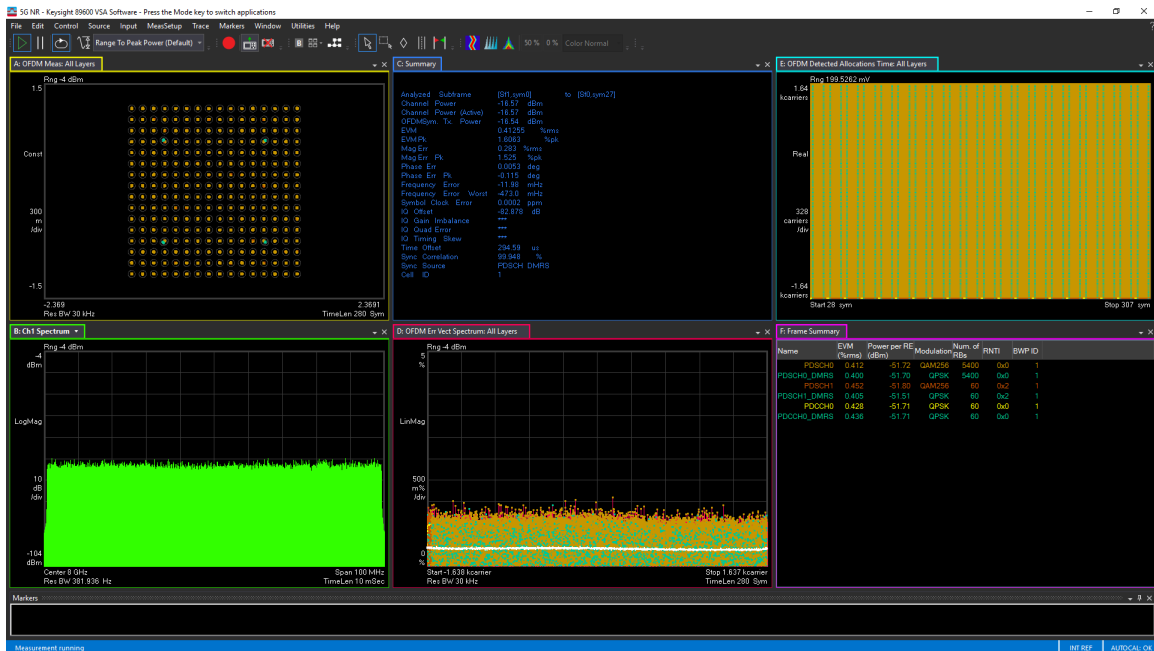 5G NR - Keysight 89600 VSA Software - Press the Mode key to switch applications
File Edit Control Source Input MeasSetup Trace Markers Window Utilities Help
Range To Peak Power (Default) B 50 % 0 % Color Normal
A: OFDM Meas: All Layers
Rng -4 dBm
1.5
Const
300
m
/div
-1.5
-2.369 2.3691
Res BW 30 kHz TimeLen 280 Sym
C: Summary
Analyzed Subframe [Sf1,sym0] to [Sf0,sym27]
Channel Power -16.57 dBm
Channel Power (Active) -16.57 dBm
OFDMSym. Tx. Power -16.54 dBm
EVM 0.41255 %rms
EVM Pk 1.6063 %pk
Mag Err 0.283 %rms
Mag Err Pk 1.525 %pk
Phase Err 0.0053 deg
Phase Err Pk -0.115 deg
Frequency Error -11.98 mHz
Frequency Error Worst -473.0 mHz
Symbol Clock Error 0.0002 ppm
IQ Offset -82.878 dB
IQ Gain Imbalance ***
IQ Quad Error ***
IQ Timing Skew ***
Time Offset 294.59 us
Sync Correlation 99.948 %
Sync Source PDSCH DMRS
Cell ID 1
E: OFDM Detected Allocations Time: All Layers
Rng 199.5262 mV
1.64
kcarriers
Real
328
carriers
/div
-1.64
kcarriers
Start 28 sym Stop 307 sym
B: Ch1 Spectrum
Rng -4 dBm
-4
dBm
LogMag
10
dB
/div
-104
dBm
Center 8 GHz Span 100 MHz
Res BW 381.936 Hz TimeLen 10 mSec
D: OFDM Err Vect Spectrum: All Layers
Rng -4 dBm
5
%
LinMag
500
m%
/div
0
%
Start -1.638 kcarrier Stop 1.637 kcarrier
Res BW 30 kHz TimeLen 280 Sym
F: Frame Summary
Name EVM (%rms) Power per RE (dBm) Modulation Num. of RBs RNTI BWP ID
PDSCH0 0.412 -51.72 QAM256 5400 0x0 1
PDSCH0_DMRS 0.400 -51.70 QPSK 5400 0x0 1
PDSCH1 0.452 -51.80 QAM256 60 0x2 1
PDSCH1_DMRS 0.405 -51.51 QPSK 60 0x2 1
PDCCH0 0.428 -51.71 QPSK 60 0x0 1
PDCCH0_DMRS 0.436 -51.71 QPSK 60 0x0 1
Markers
Measurement running INT REF AUTOCAL: OK